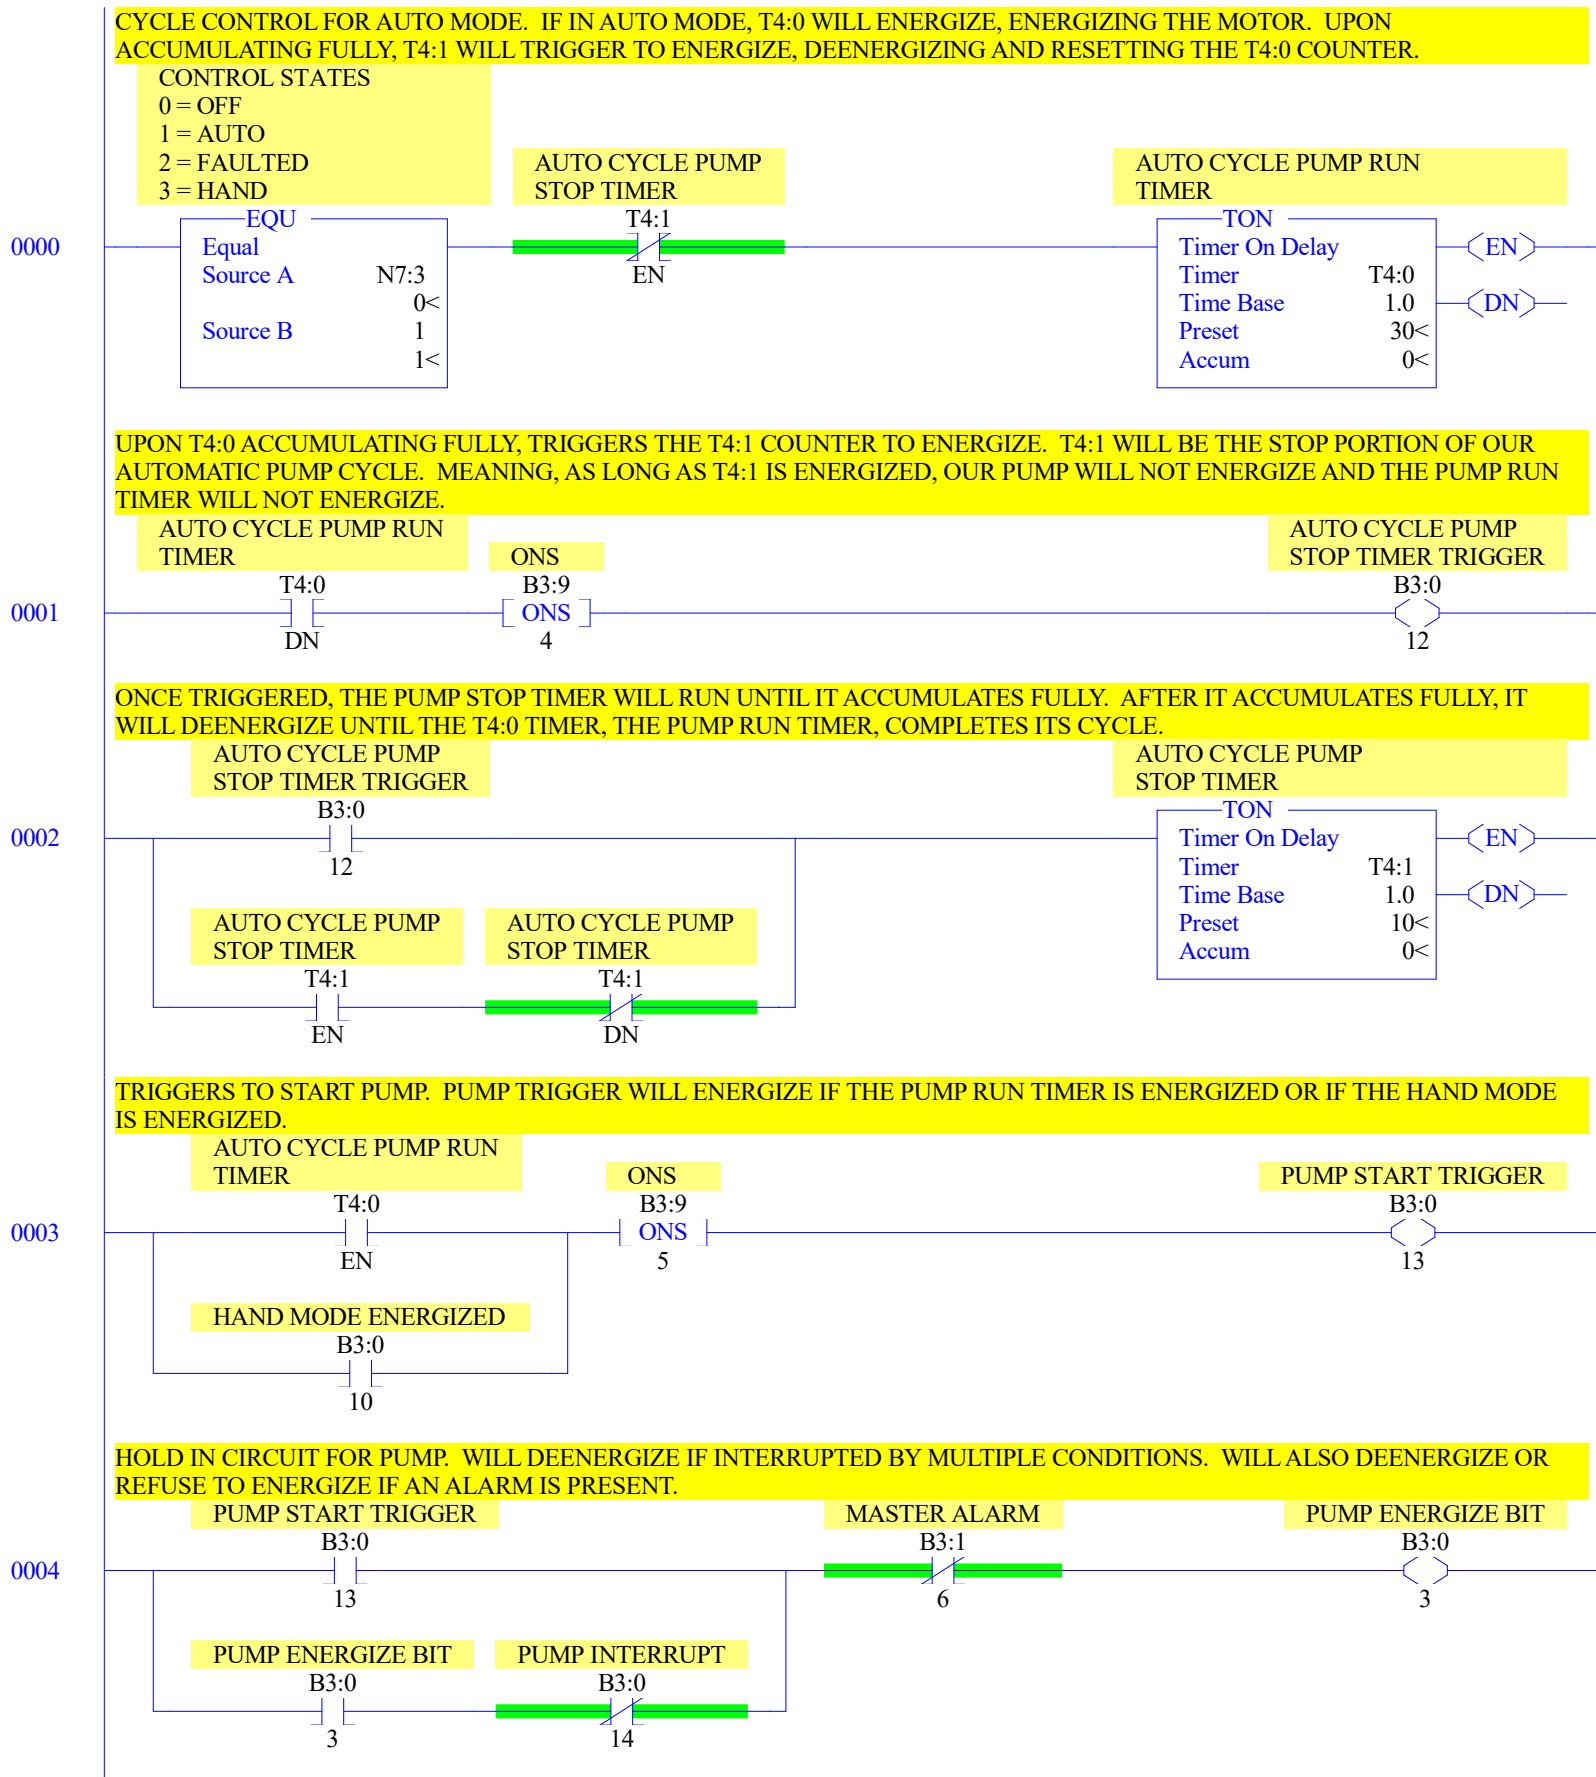 CYCLE CONTROL FOR AUTO MODE.  IF IN AUTO MODE, T4:0 WILL ENERGIZE, ENERGIZING THE MOTOR.  UPON
ACCUMULATING FULLY, T4:1 WILL TRIGGER TO ENERGIZE, DEENERGIZING AND RESETTING THE T4:0 COUNTER.
CONTROL STATES
0 = OFF
1 = AUTO
2 = FAULTED
3 = HAND
AUTO CYCLE PUMP
STOP TIMER
AUTO CYCLE PUMP RUN
TIMER
0000
EQU
Equal
Source A N7:3
0<
Source B 1
1<
T4:1
EN
TON
Timer On Delay
Timer T4:0
Time Base 1.0
Preset 30<
Accum 0<
EN
DN
UPON T4:0 ACCUMULATING FULLY, TRIGGERS THE T4:1 COUNTER TO ENERGIZE.  T4:1 WILL BE THE STOP PORTION OF OUR
AUTOMATIC PUMP CYCLE.  MEANING, AS LONG AS T4:1 IS ENERGIZED, OUR PUMP WILL NOT ENERGIZE AND THE PUMP RUN
TIMER WILL NOT ENERGIZE.
AUTO CYCLE PUMP RUN
TIMER
ONS
AUTO CYCLE PUMP
STOP TIMER TRIGGER
0001
T4:0
DN
B3:9
ONS
4
B3:0
12
ONCE TRIGGERED, THE PUMP STOP TIMER WILL RUN UNTIL IT ACCUMULATES FULLY.  AFTER IT ACCUMULATES FULLY, IT
WILL DEENERGIZE UNTIL THE T4:0 TIMER, THE PUMP RUN TIMER, COMPLETES ITS CYCLE.
AUTO CYCLE PUMP
STOP TIMER TRIGGER
AUTO CYCLE PUMP
STOP TIMER
0002
B3:0
12
TON
Timer On Delay
Timer T4:1
Time Base 1.0
Preset 10<
Accum 0<
EN
DN
AUTO CYCLE PUMP
STOP TIMER
T4:1
EN
AUTO CYCLE PUMP
STOP TIMER
T4:1
DN
TRIGGERS TO START PUMP.  PUMP TRIGGER WILL ENERGIZE IF THE PUMP RUN TIMER IS ENERGIZED OR IF THE HAND MODE
IS ENERGIZED.
AUTO CYCLE PUMP RUN
TIMER
ONS
PUMP START TRIGGER
0003
T4:0
EN
B3:9
ONS
5
B3:0
13
HAND MODE ENERGIZED
B3:0
10
HOLD IN CIRCUIT FOR PUMP.  WILL DEENERGIZE IF INTERRUPTED BY MULTIPLE CONDITIONS.  WILL ALSO DEENERGIZE OR
REFUSE TO ENERGIZE IF AN ALARM IS PRESENT.
PUMP START TRIGGER
MASTER ALARM
PUMP ENERGIZE BIT
0004
B3:0
13
B3:1
6
B3:0
3
PUMP ENERGIZE BIT
B3:0
3
PUMP INTERRUPT
B3:0
14